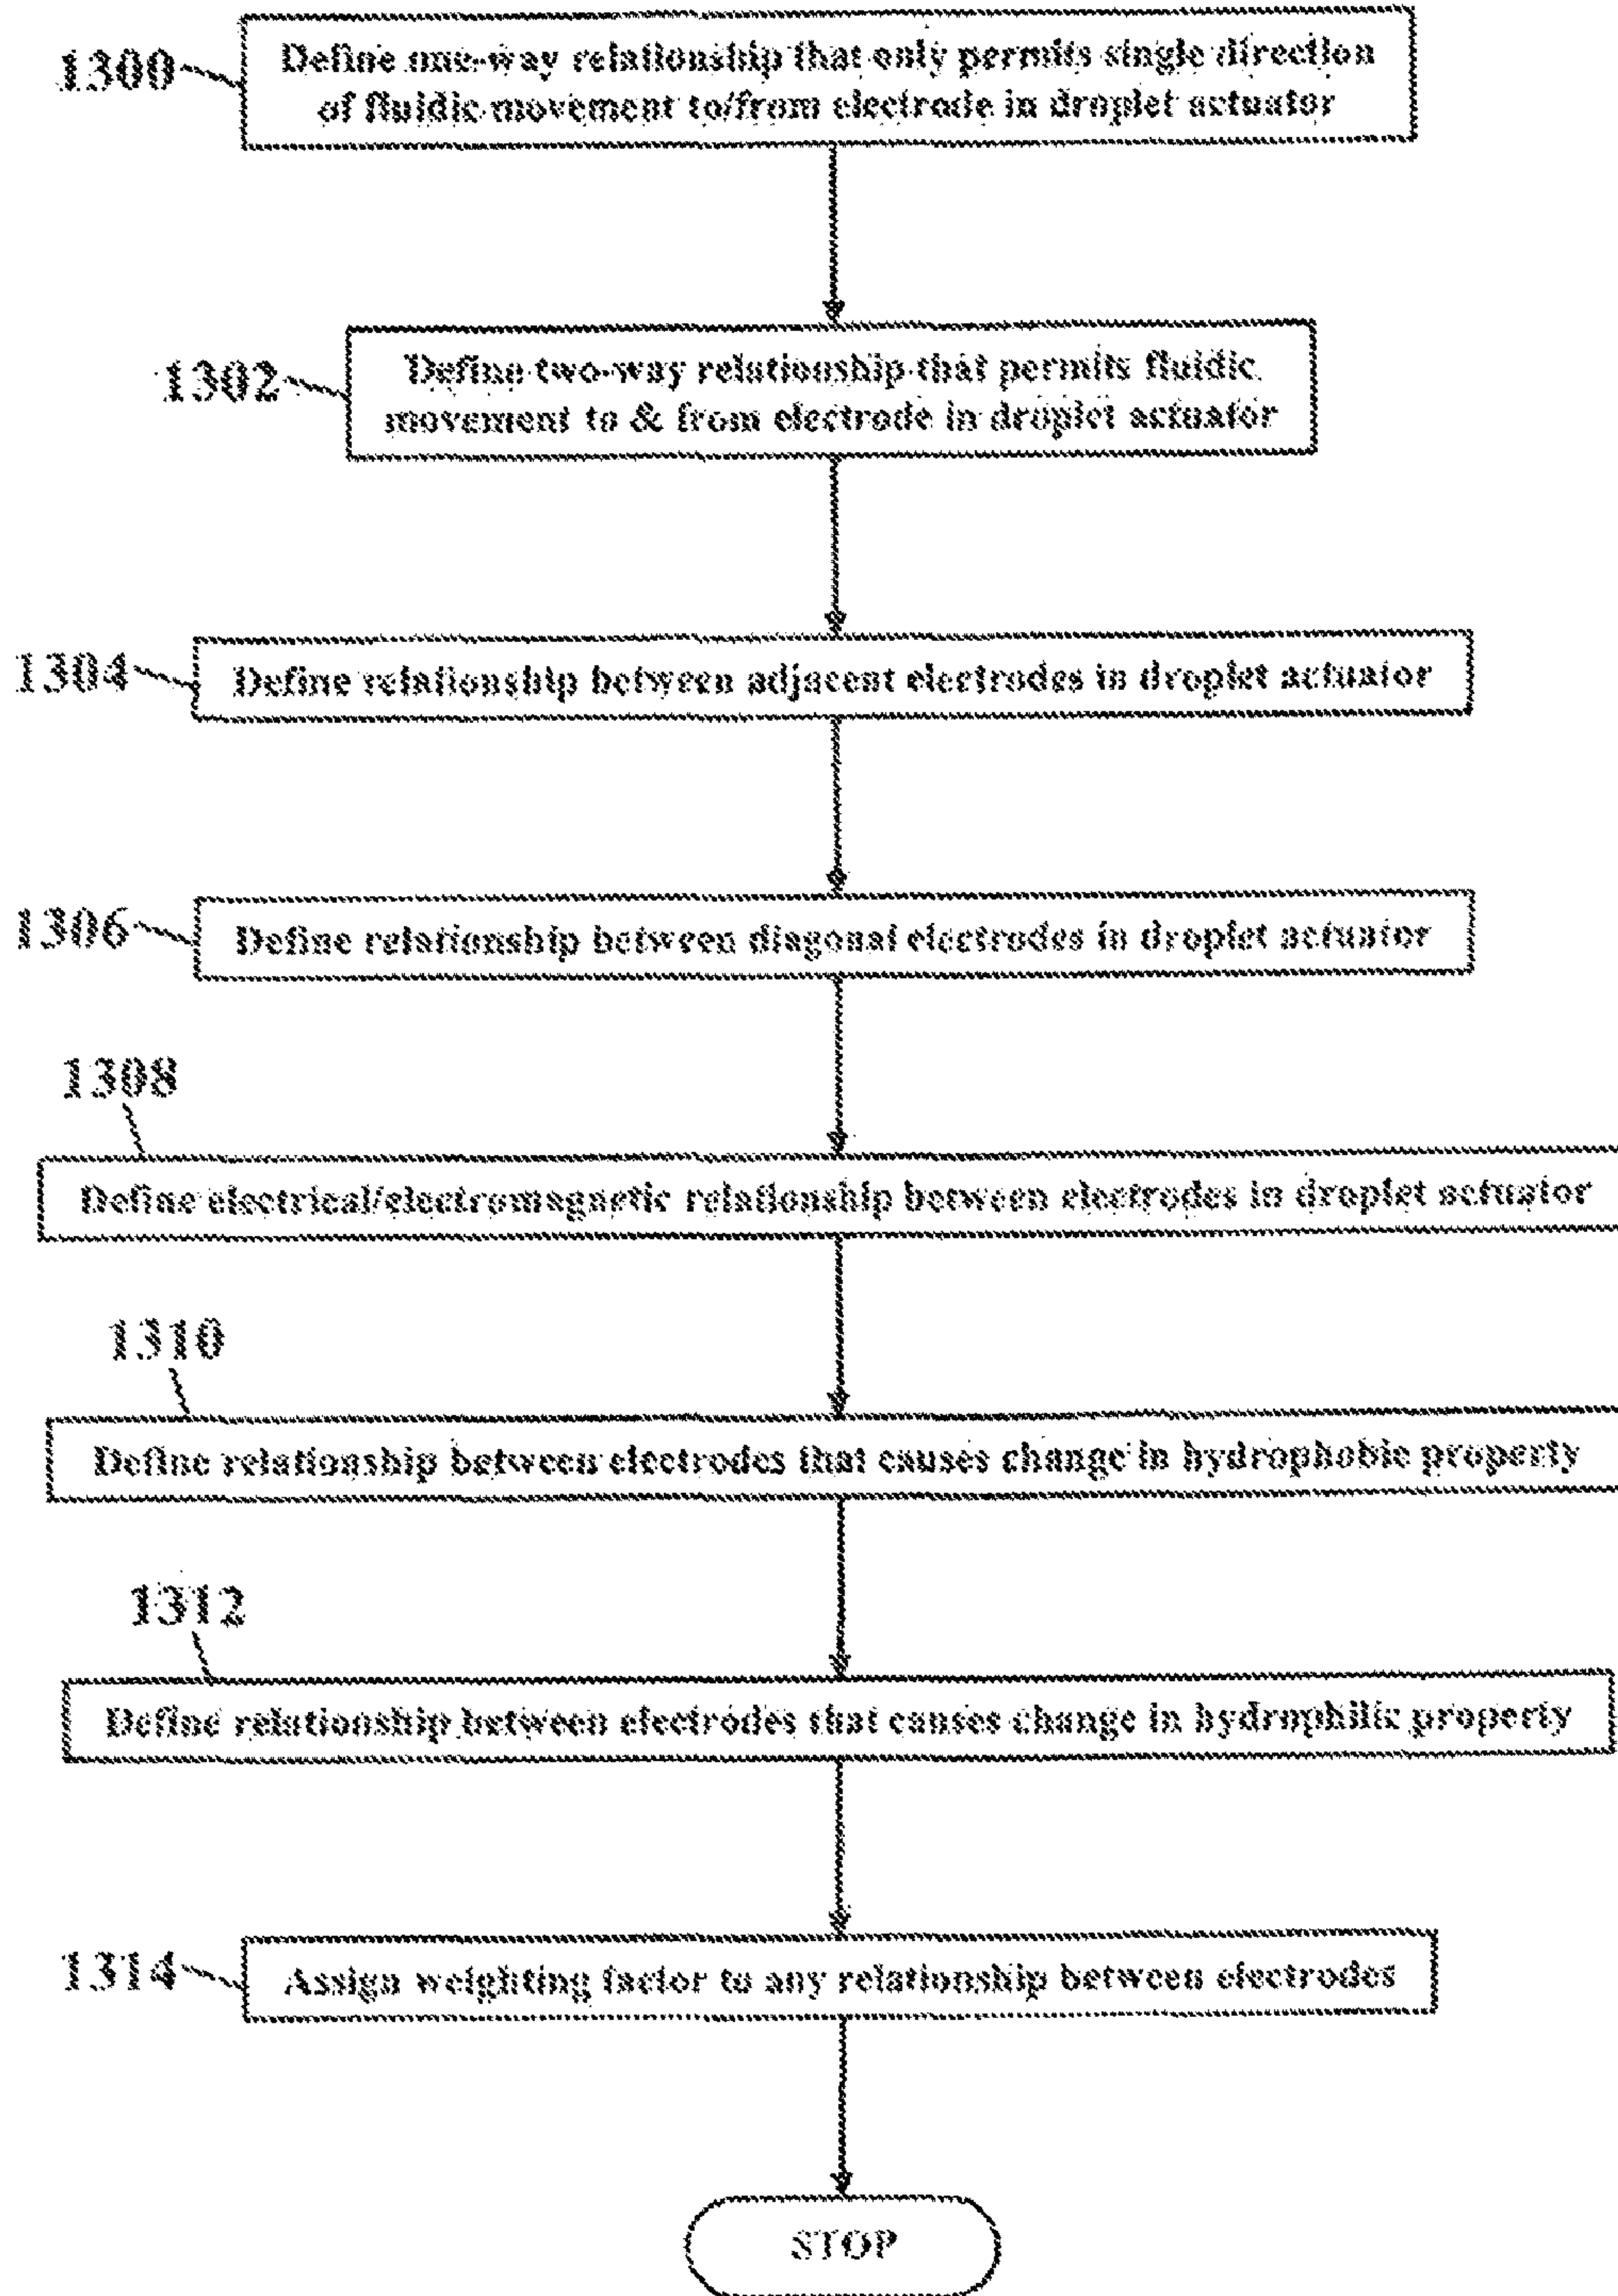 1300
Define one-way relationship that only permits single direction
of fluidic movement to/from electrode in droplet actuator
1302
Define two-way relationship that permits fluidic
movement to & from electrode in droplet actuator
1304
Define relationship between adjacent electrodes in droplet actuator
1306
Define relationship between diagonal electrodes in droplet actuator
1308
Define electrical/electromagnetic relationship between electrodes in droplet actuator
1310
Define relationship between electrodes that causes change in hydrophobic property
1312
Define relationship between electrodes that causes change in hydrophilic property
1314
Assign weighting factor to any relationship between electrodes
STOP